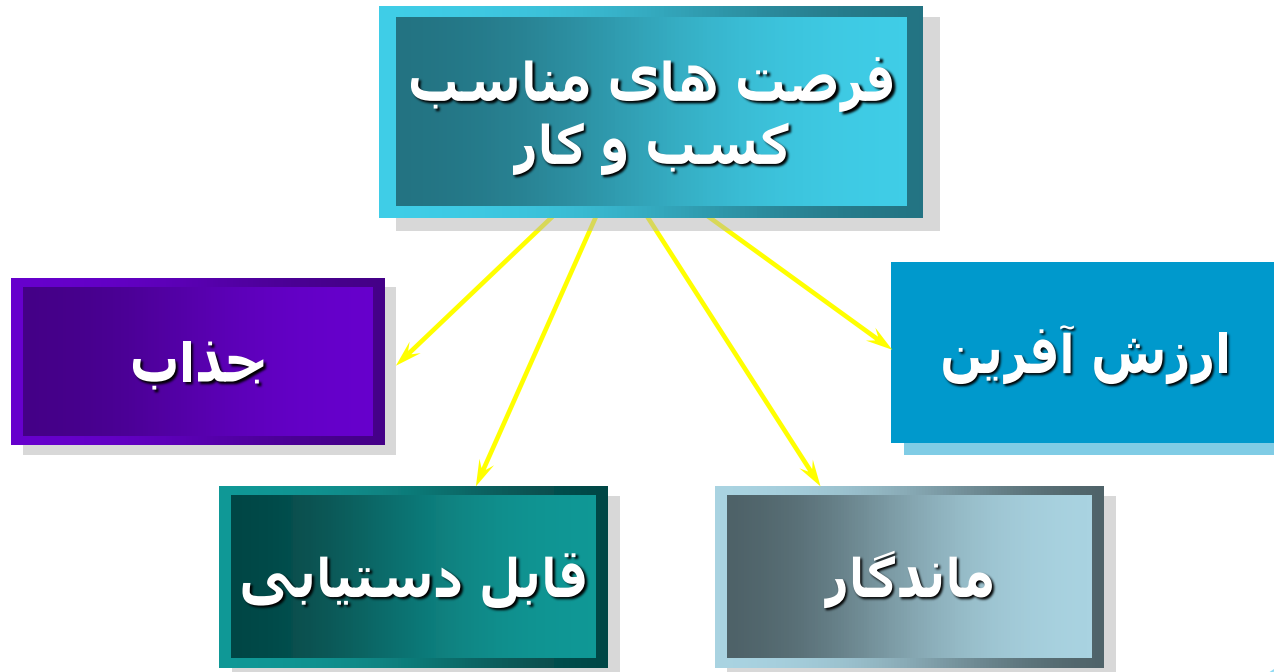 فرصت های مناسب
کسب و کار
ارزش آفرین
جذاب
ماندگار
قابل دستیابی